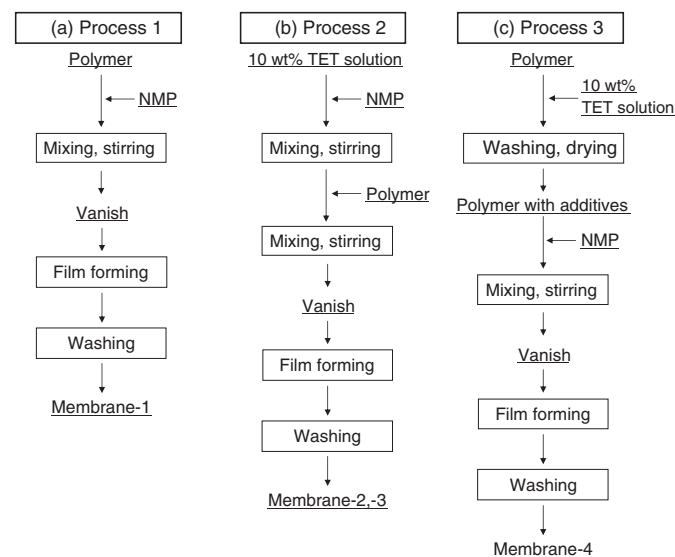 (a) Process 1
Polymer
NMP
Mixing, stirring
Vanish
Film forming
Washing
Membrane-1
(b) Process 2
10 wt% TET solution
NMP
Mixing, stirring
Polymer
Mixing, stirring
Vanish
Film forming
Washing
Membrane-2,-3
(c) Process 3
Polymer
10 wt%
TET solution
Washing, drying
Polymer with additives
NMP
Mixing, stirring
Vanish
Film forming
Washing
Membrane-4